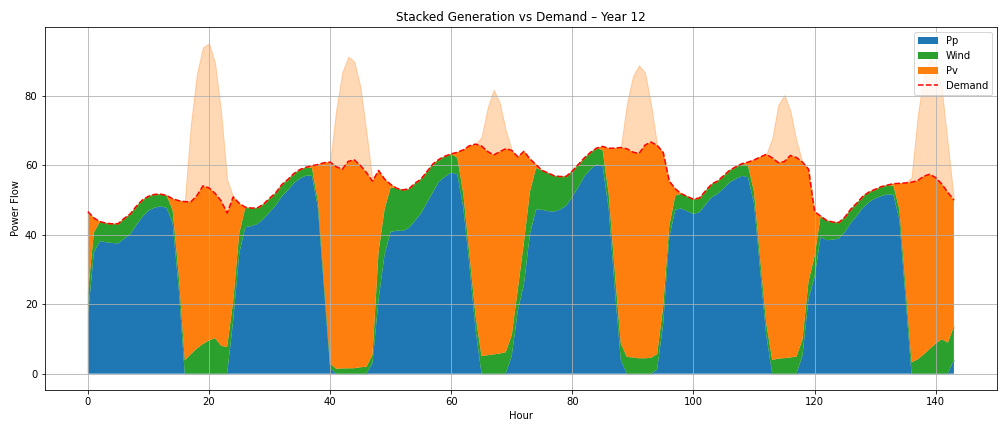 Stacked Generation vs Demand – Year 12
Pp
Wind
Pv
Demand
Power Flow
80
60
40
20
0
0 20 40 60 80 100 120 140
Hour